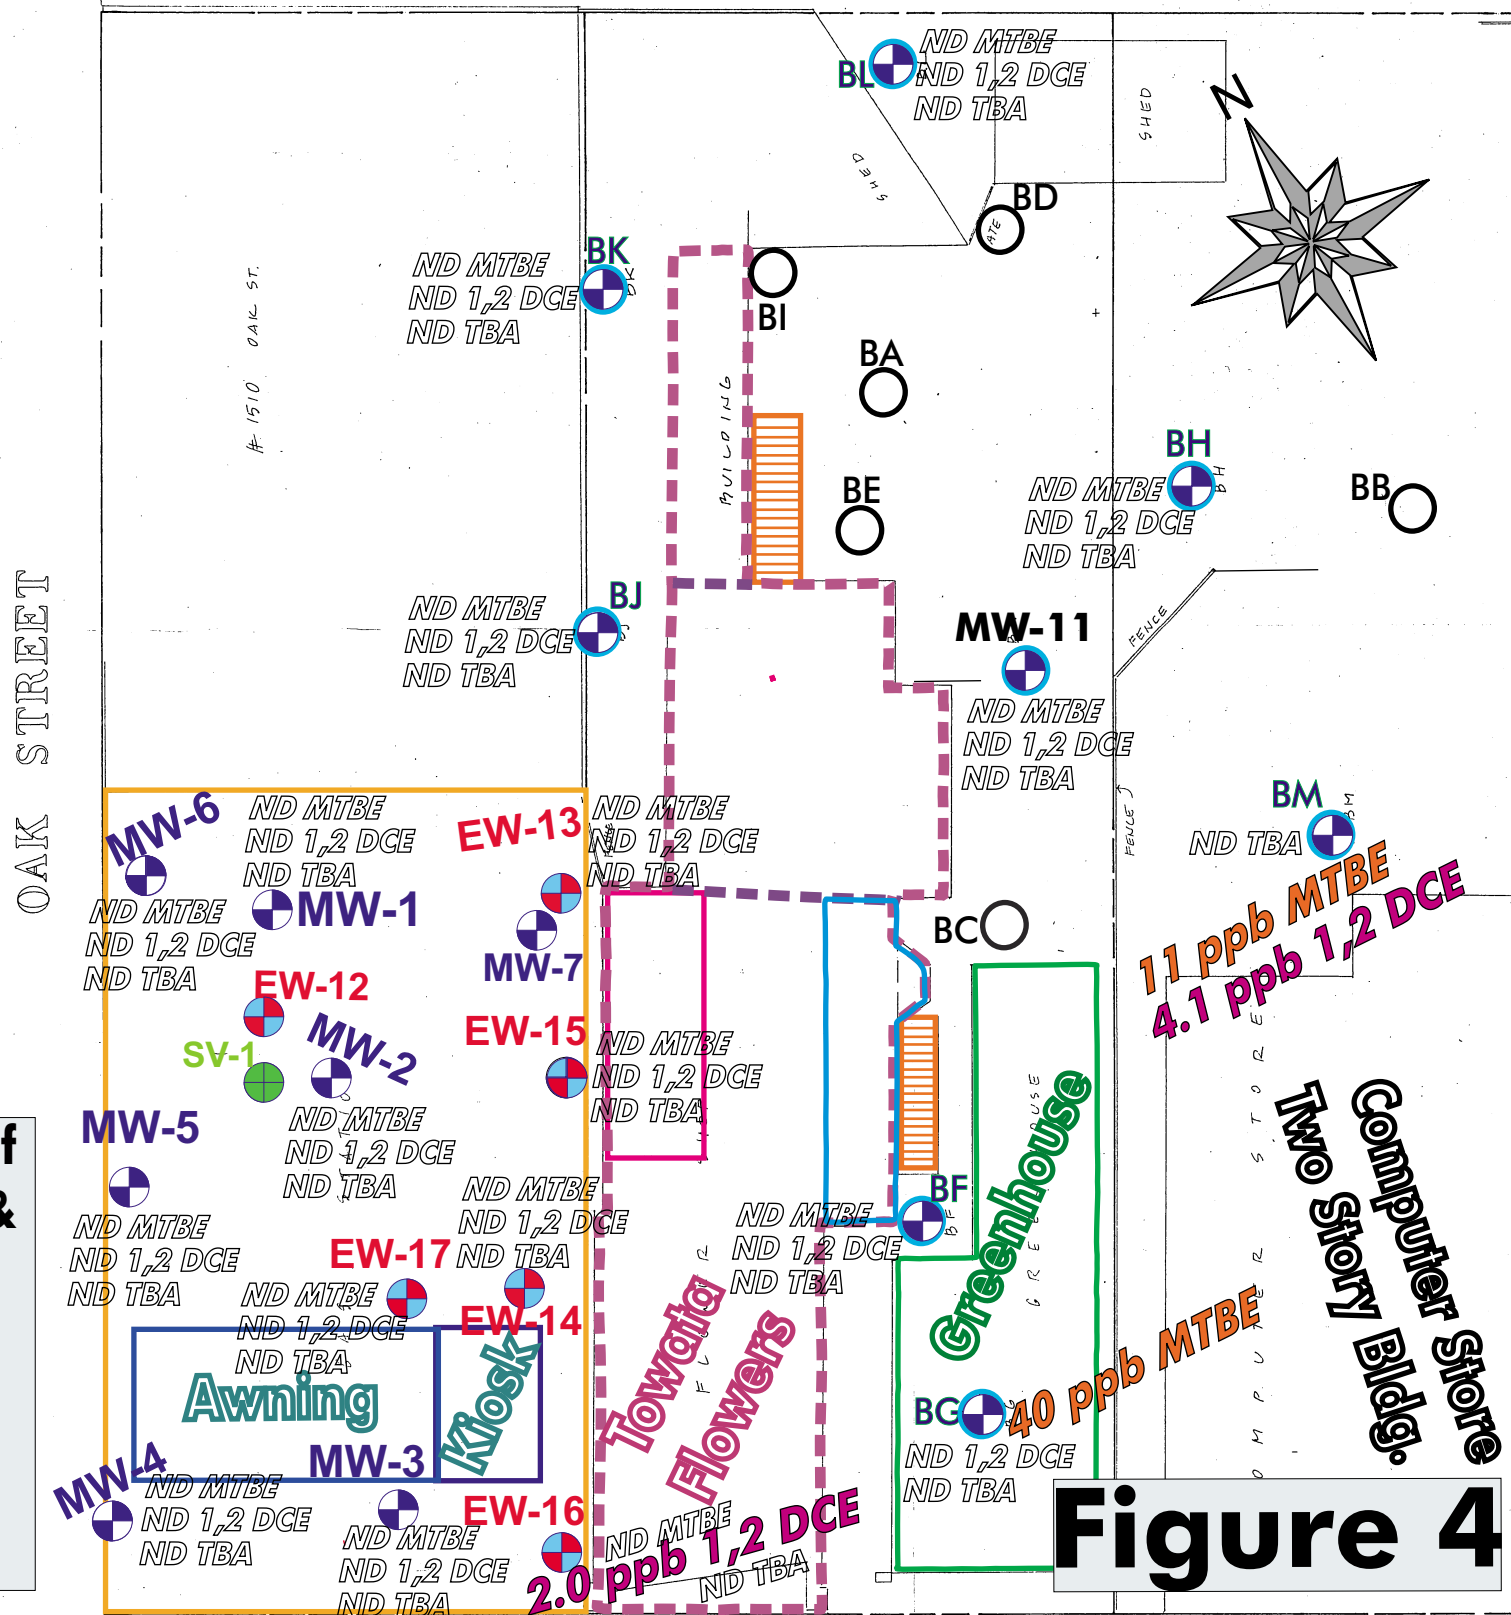 ND MTBE
BL ND 1,2 DCE
ND TBA
N
SHED
SHED
BD
ATE
BK
ND MTBE
ND 1,2 DCE
ND TBA
BI
# 1510 OAK ST.
BA
BUILDING
BH
BH
ND MTBE
ND 1,2 DCE
ND TBA
BE
BB
OAK STREET
BJ
BJ
ND MTBE
ND 1,2 DCE
ND TBA
FENCE
MW-11
ND MTBE
ND 1,2 DCE
ND TBA
FENCE
BM
BM
ND TBA
11 ppb MTBE
4.1 ppb 1,2 DCE
MW-6
ND MTBE
ND 1,2 DCE
ND TBA
EW-13
ND MTBE
ND 1,2 DCE
ND TBA
MW-1
ND MTBE
ND 1,2 DCE
ND TBA
MW-7
BC
EW-12
SV-1
MW-2
EW-15
ND MTBE
ND 1,2 DCE
ND TBA
MW-5
ND MTBE
ND 1,2 DCE
ND TBA
ND MTBE
ND 1,2 DCE
ND TBA
ND MTBE
ND 1,2 DCE
ND TBA
BF
BF
ND MTBE
ND 1,2 DCE
ND TBA
Greenhouse
Computer Store
Two Story Bldg.
STORE
EW-17
ND MTBE
ND 1,2 DCE
ND TBA
EW-14
Awning
Kiosk
Towata
Flowers
BG
40 ppb MTBE
ND 1,2 DCE
ND TBA
MW-4
ND MTBE
ND 1,2 DCE
ND TBA
MW-3
ND MTBE
ND 1,2 DCE
ND TBA
EW-16
ND MTBE
2.0 ppb 1,2 DCE
ND TBA
f
&
Figure 4